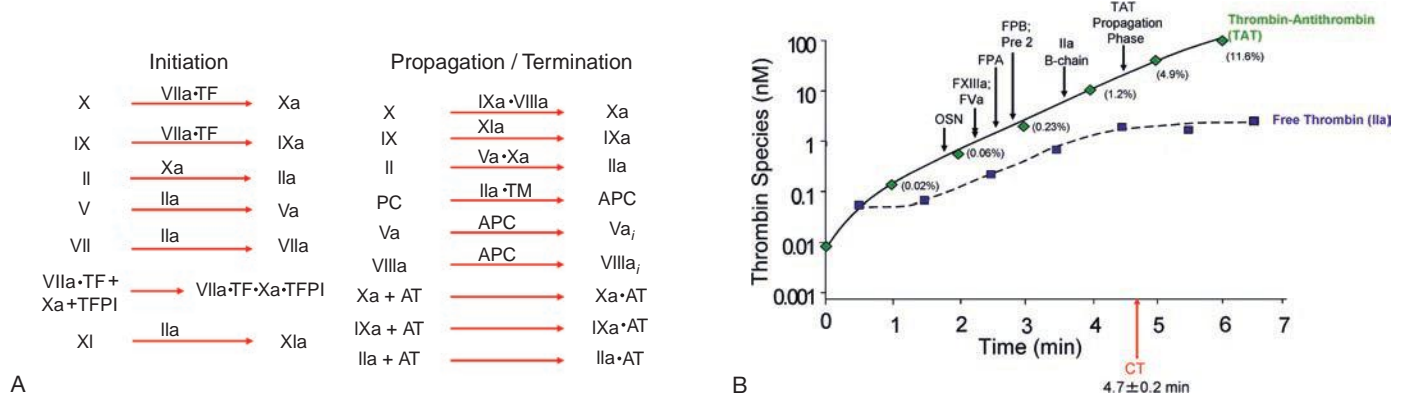 Initiation
X VIIa•TF Xa
IX VIIa•TF IXa
II Xa IIa
V IIa Va
VII IIa VIIa
VIIa•TF +
Xa+TFPI
VIIa•TF•Xa•TFPI
XI IIa XIa
A
Propagation / Termination
X IXa•VIIIa Xa
IX XIa IXa
II Va•Xa IIa
PC IIa•TM APC
Va APC Vai
VIIIa APC VIIIai
Xa + AT Xa•AT
IXa + AT IXa•AT
IIa + AT IIa•AT
B
Thrombin Species (nM)
100
10
1
0.1
0.01
0.001
OSN
FXIIIa;
FVa
FPA
FPB;
Pre 2
IIa
B-chain
TAT
Propagation
Phase
Thrombin-Antithrombin
(TAT)
Free Thrombin (IIa)
(0.02%)
(0.06%)
(0.23%)
(1.2%)
(4.9%)
(11.6%)
0 1 2 3 4 5 6 7
Time (min)
CT
4.7±0.2 min